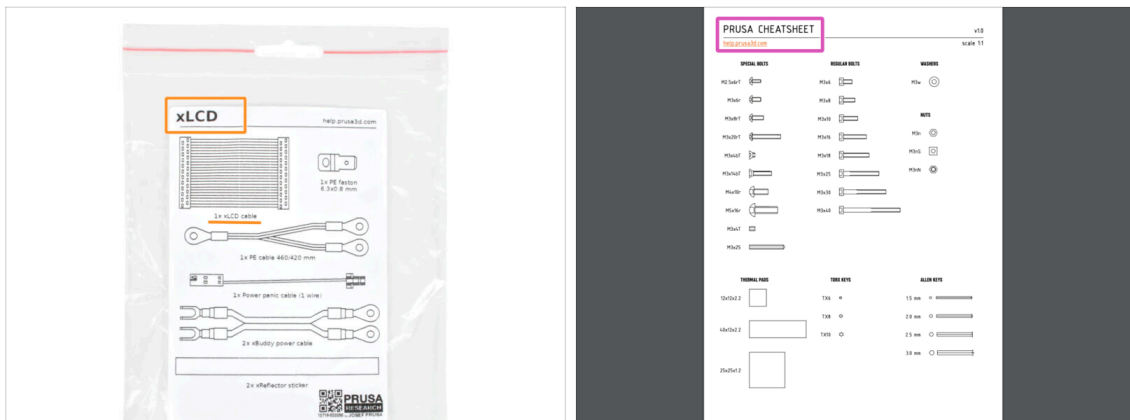 xLCD
help.prusa3d.com
1x PE faston
6.3x0.8 mm
1x xLCD cable
1x PE cable 460/420 mm
1x Power panic cable (1 wire)
2x xBuddy power cable
2x xReflector sticker
PRUSA
RESEARCH
by JOSEF PRUSA
PRUSA CHEATSHEET
v1.0
help.prusa3d.com
scale 1:1
SPECIAL BOLTS
M2.5x6rT
M3x6r
M3x8rT
M3x20rT
M3x4bT
M3x14bT
M4x10r
M5x16r
M3x4T
M3x25
REGULAR BOLTS
M3x6
M3x8
M3x10
M3x16
M3x18
M3x25
M3x30
M3x40
WASHERS
M3w
NUTS
M3n
M3nS
M3nN
THERMAL PADS
12x12x2.2
40x12x2.2
25x25x1.2
TORX KEYS
TX6
TX8
TX10
ALLEN KEYS
1.5 mm
2.0 mm
2.5 mm
3.0 mm